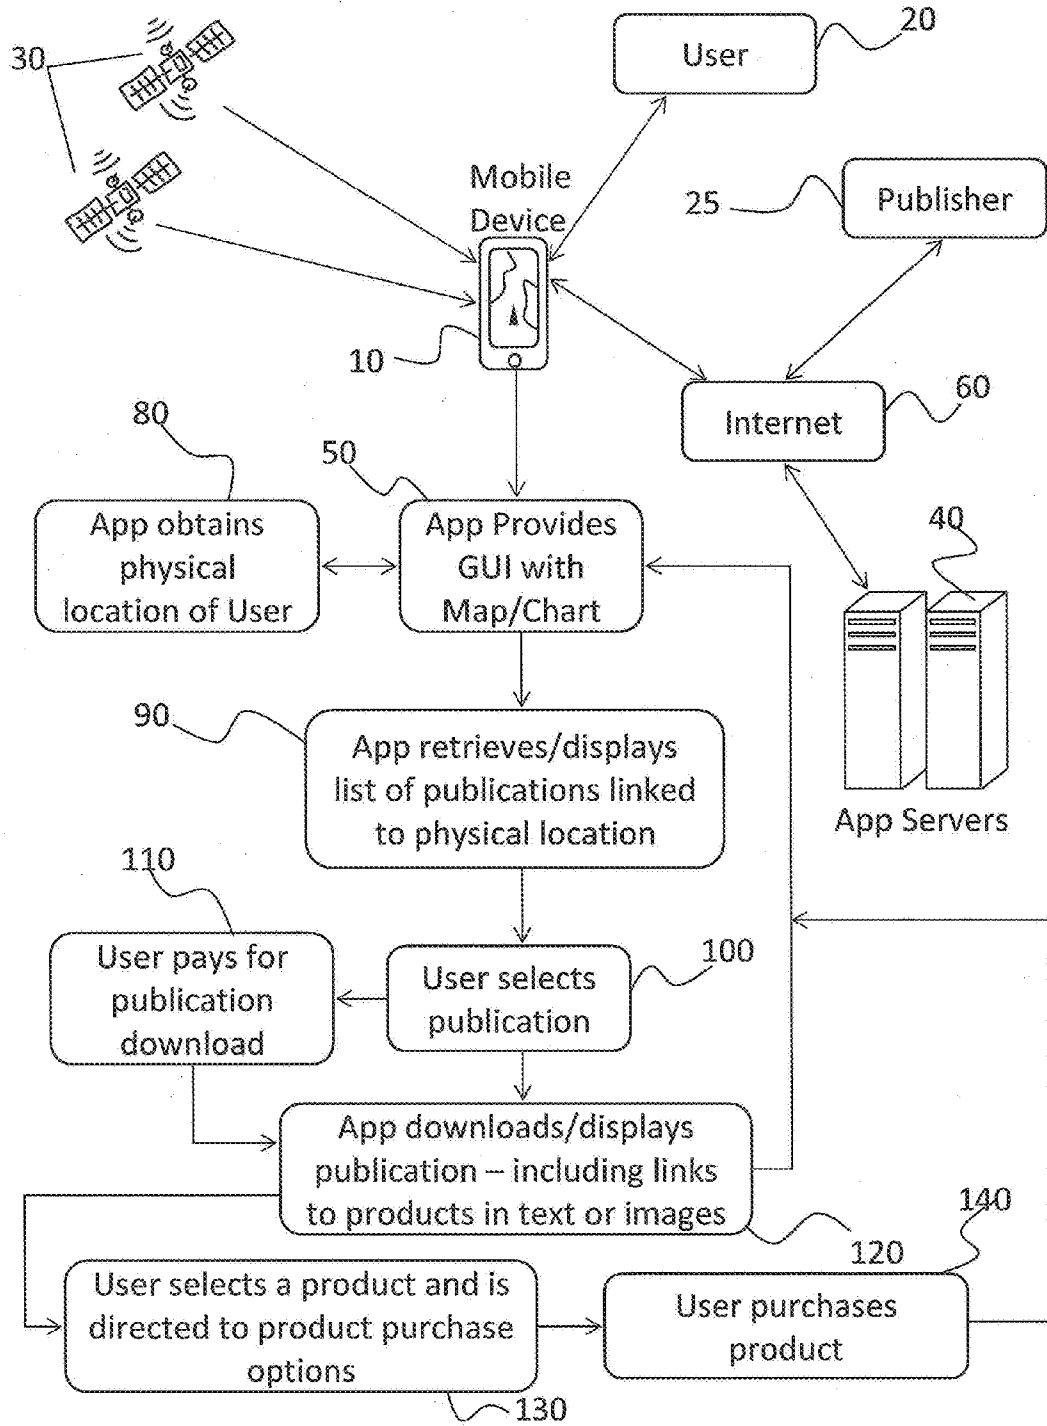 30
20
User
Mobile
Device
25
Publisher
10
60
Internet
80
50
App obtains
physical
location of User
App Provides
GUI with
Map/Chart
40
90
App retrieves/displays
list of publications linked
to physical location
App Servers
110
User pays for
publication
download
100
User selects
publication
App downloads/displays
publication – including links
to products in text or images
140
120
User selects a product and is
directed to product purchase
options
User purchases
product
130